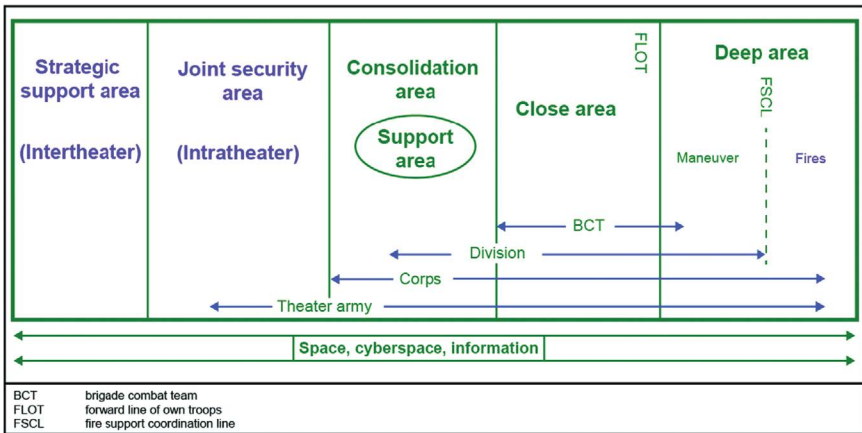 Strategic
support area
(Intertheater)
Joint security
area
(Intratheater)
Consolidation
area
Support
area
Close area
FLOT
Deep area
FSCL
Maneuver
Fires
BCT
Division
Corps
Theater army
Space, cyberspace, information
BCT brigade combat team
FLOT forward line of own troops
FSCL fire support coordination line